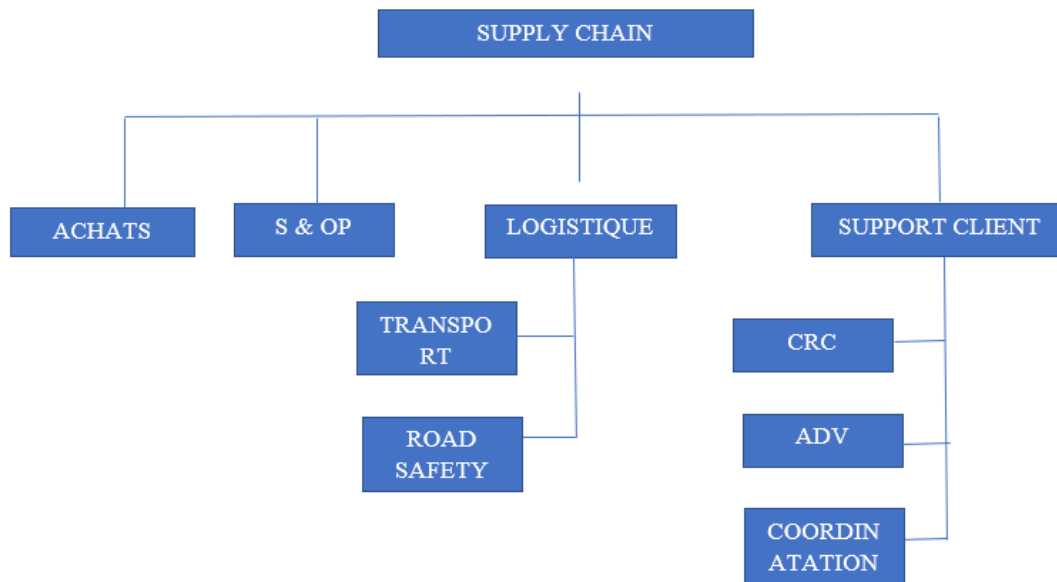 SUPPLY CHAIN
ACHATS
S & OP
LOGISTIQUE
SUPPORT CLIENT
TRANSPO
RT
ROAD
SAFETY
CRC
ADV
COORDIN
ATATION